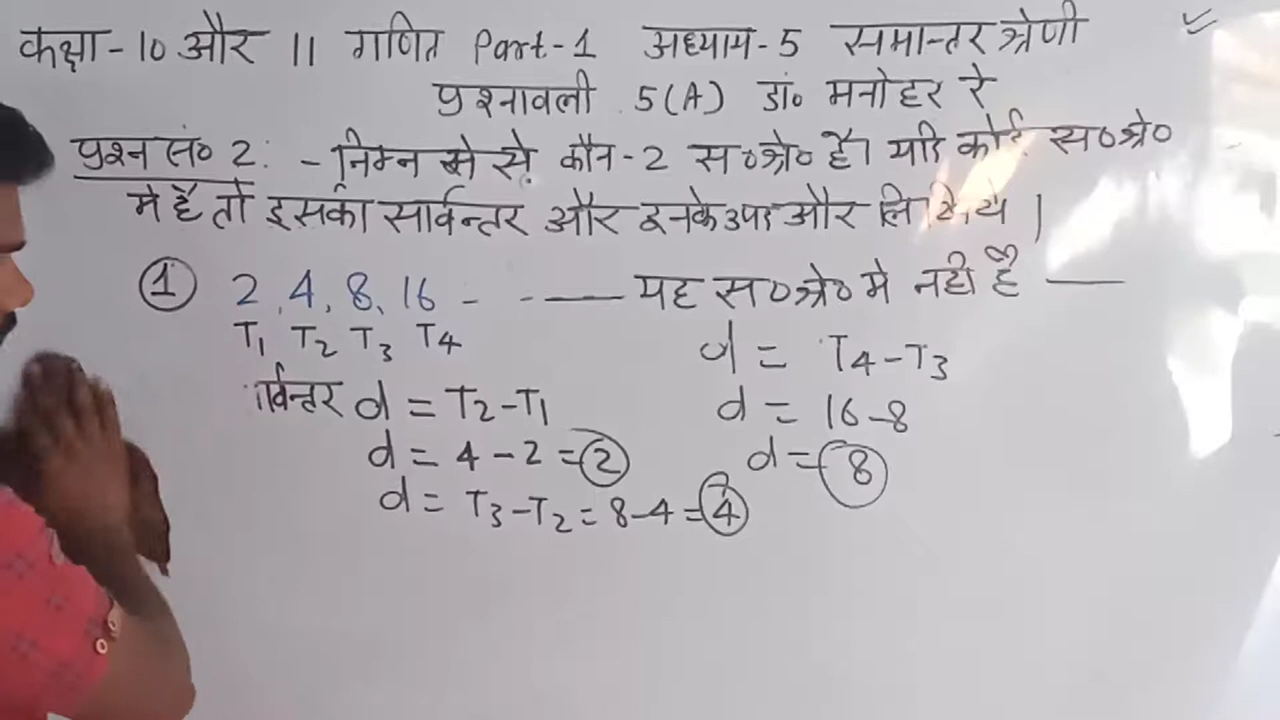 कक्षा-10 और 11 गणित Part-1 अध्याय-5 समान्तर श्रेणी
प्रश्नावली 5(A) डॉ० मनोहर रे
प्रश्न सं० 2: - निम्न से कौन-2 स०श्रे० है। यदि कोई स०श्रे०
मे है तो इसका सार्वन्तर और इनके उपद और लिखिये।
① 2, 4, 8, 16 - - — यह स०श्रे० मे नही है —
T1 T2 T3 T4
d = T4-T3
र्वन्तर d = T2-T1
d = 16-8
d = 4-2 = 2
d = 8
d = T3-T2 = 8-4 = 4